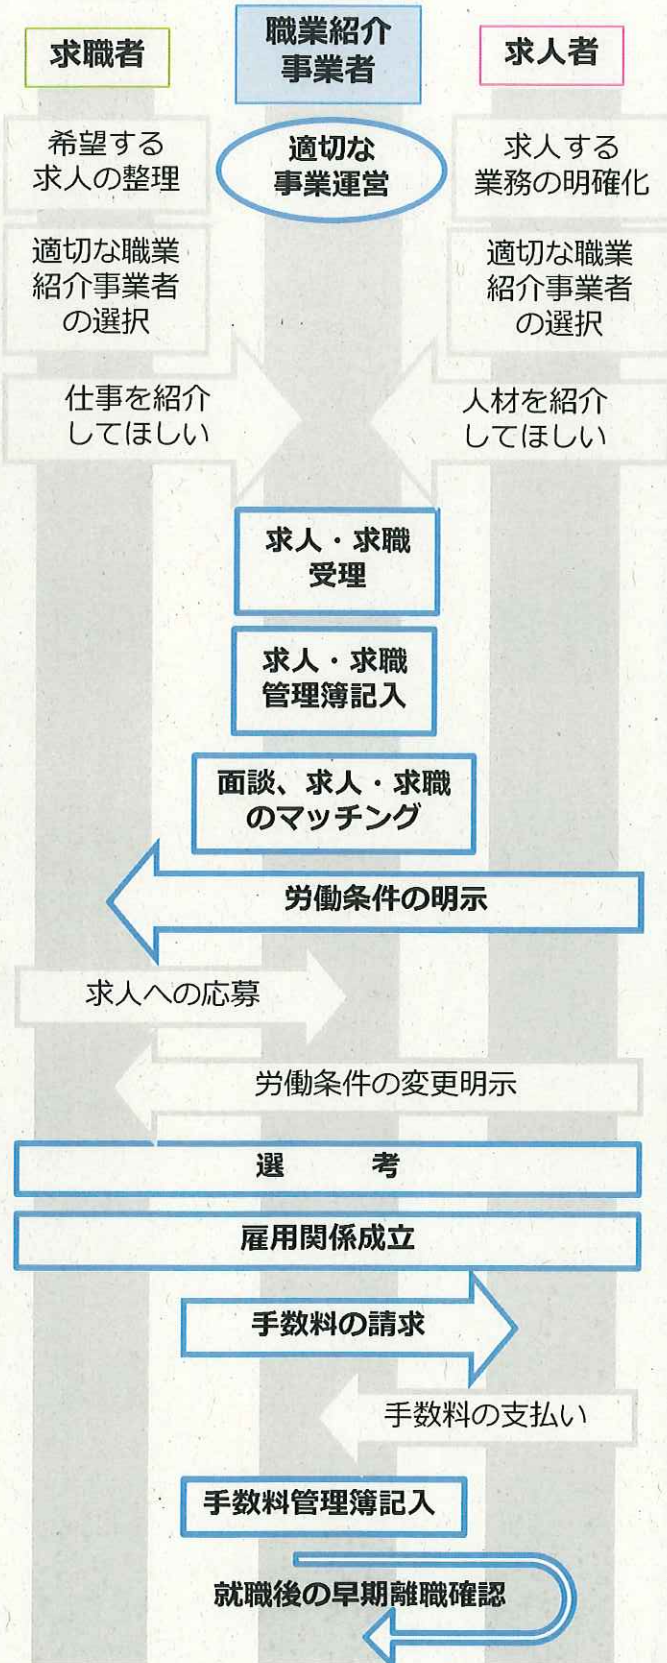 求職者
職業紹介
事業者
求人者
希望する
求人の整理
適切な
事業運営
求人する
業務の明確化
適切な職業
紹介事業者
の選択
適切な職業
紹介事業者
の選択
仕事を紹介
してほしい
人材を紹介
してほしい
求人・求職
受理
求人・求職
管理簿記入
面談、求人・求職
のマッチング
労働条件の明示
求人への応募
労働条件の変更明示
選　　考
雇用関係成立
手数料の請求
手数料の支払い
手数料管理簿記入
就職後の早期離職確認